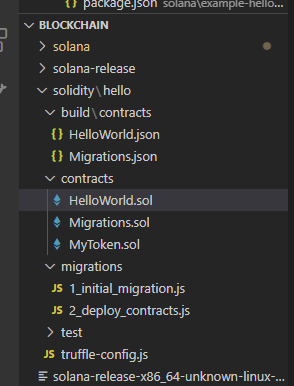 package.json solana\example-hello...
BLOCKCHAIN
solana
solana-release
solidity\hello
build\contracts
{} HelloWorld.json
{} Migrations.json
contracts
HelloWorld.sol
Migrations.sol
MyToken.sol
migrations
JS 1_initial_migration.js
JS 2_deploy_contracts.js
test
JS truffle-config.js
solana-release-x86_64-unknown-linux-...